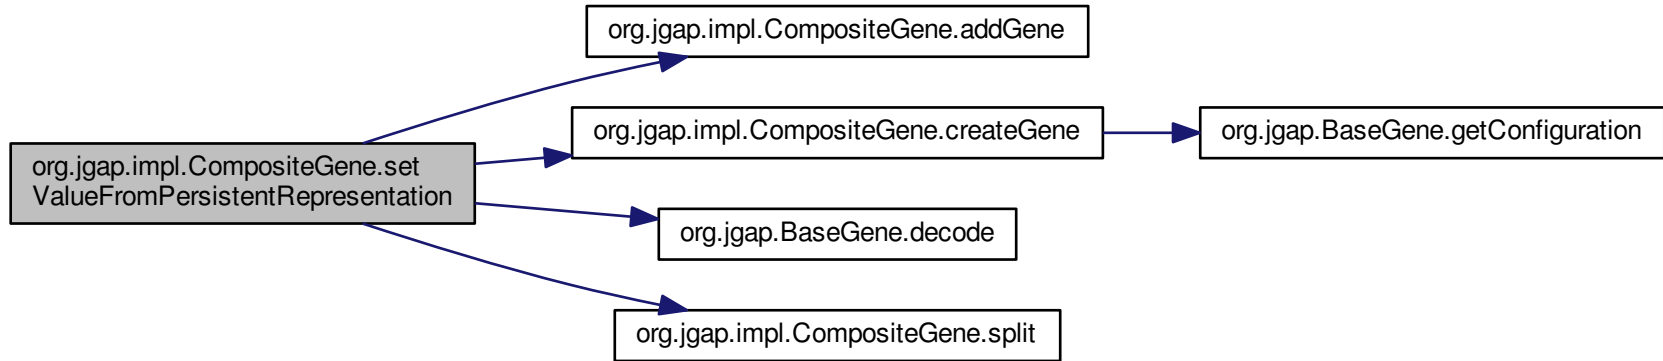 org.jgap.impl.CompositeGene.addGene
org.jgap.impl.CompositeGene.createGene
org.jgap.BaseGene.getConfiguration
org.jgap.impl.CompositeGene.set
ValueFromPersistentRepresentation
org.jgap.BaseGene.decode
org.jgap.impl.CompositeGene.split